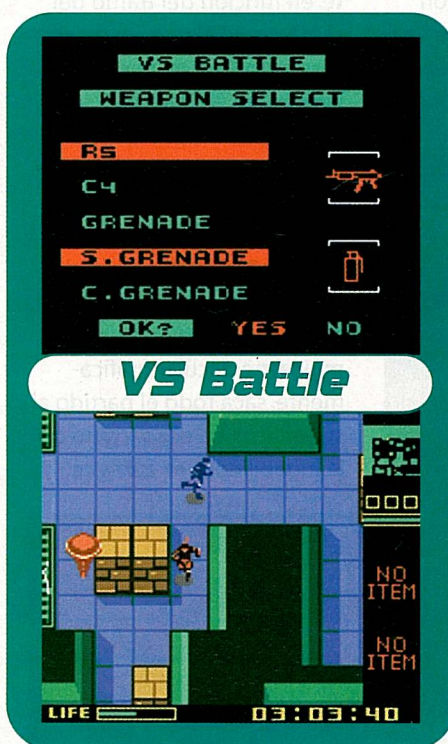 VS BATTLE
WEAPON SELECT
R5
C4
GRENADE
S.GRENADE
C.GRENADE
OK? YES NO
VS Battle
NO
ITEM
NO
ITEM
LIFE 03:03:40